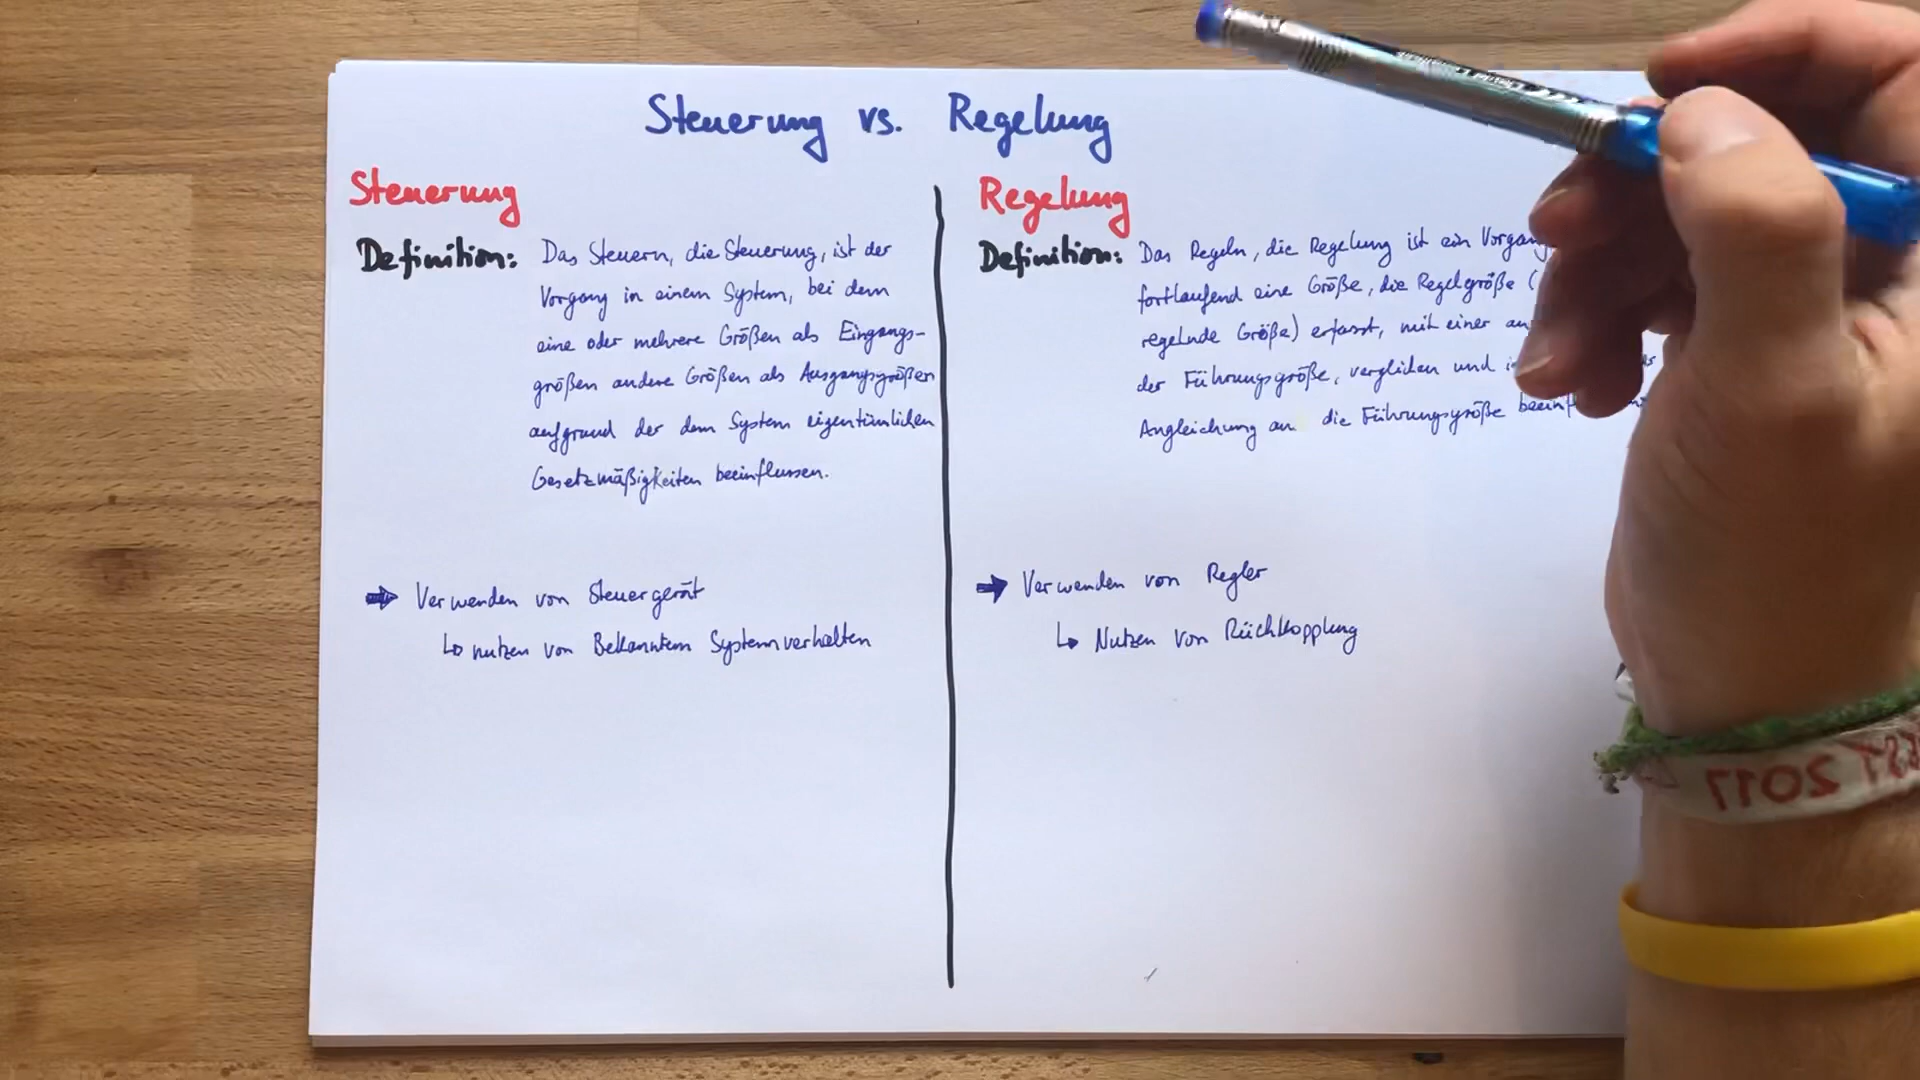 Steuerung vs. Regelung
Steuerung
Definition: Das Steuern, die Steuerung, ist der
Vorgang in einem System, bei dem
eine oder mehrere Größen als Eingangs-
größen andere Größen als Ausgangsgrößen
aufgrund der dem System eigentümlichen
Gesetzmäßigkeiten beeinflussen.
➡ Verwenden von Steuergerät
↳ nutzen von Bekanntem Systemverhalten
Regelung
Definition: Das Regeln, die Regelung ist ein Vorgang
fortlaufend eine Größe, die Regelgröße (
regelnde Größe) erfasst, mit einer
der Führungsgröße, verglichen und
Angleichung an die Führungsgröße
➡ Verwenden von Regler
↳ Nutzen von Rückkopplung
2017